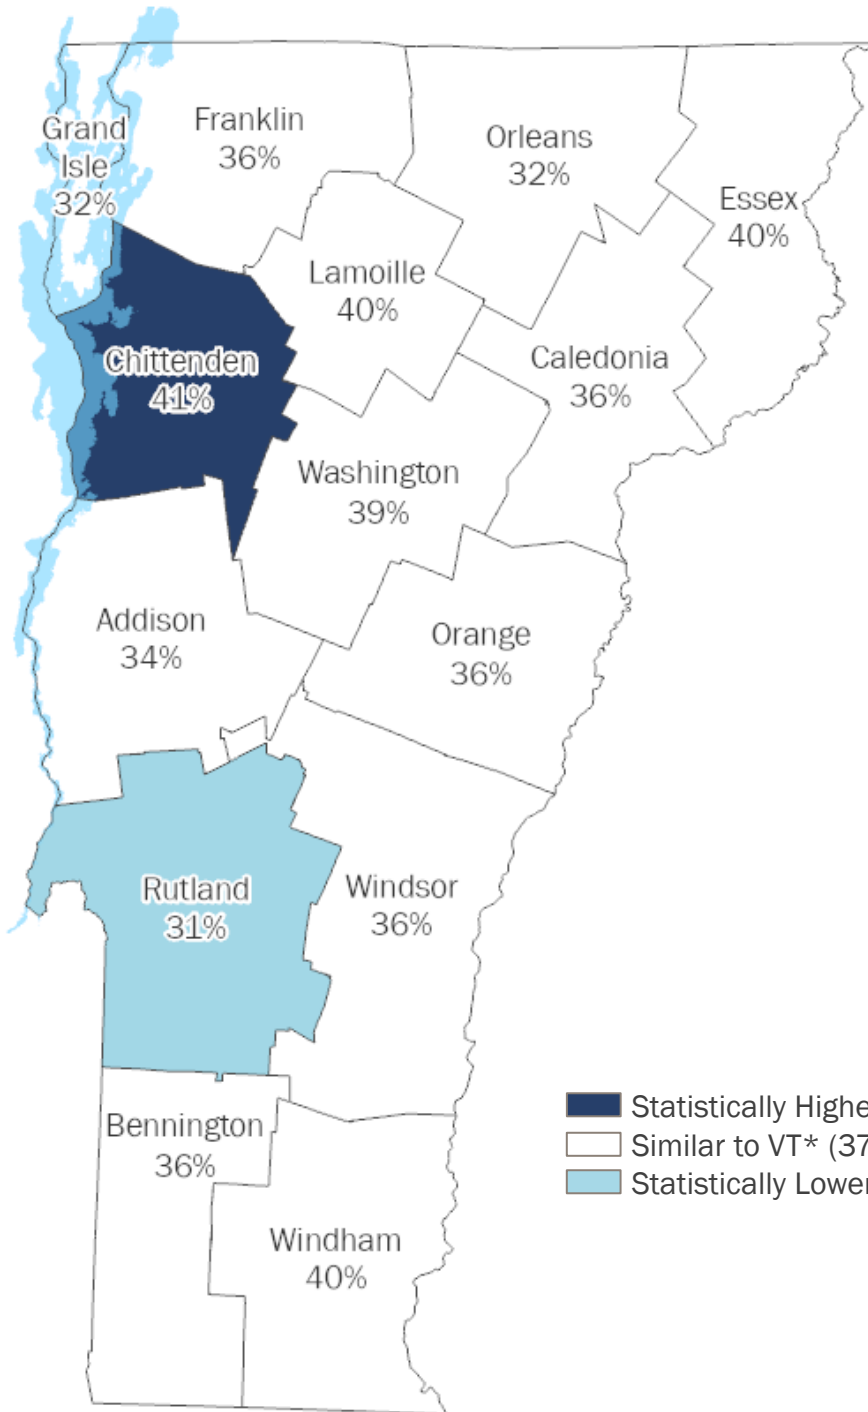 Grand
Isle
32%
Franklin
36%
Orleans
32%
Essex
40%
Lamoille
40%
Chittenden
41%
Caledonia
36%
Washington
39%
Addison
34%
Orange
36%
Rutland
31%
Windsor
36%
Bennington
36%
Windham
40%
Statistically Highe
Similar to VT* (37
Statistically Lower